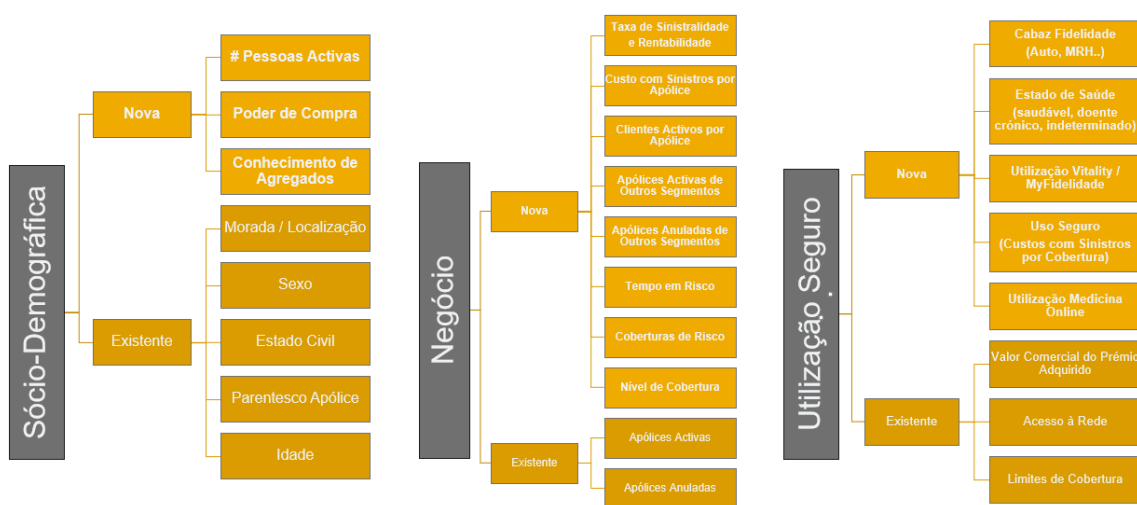 Sócio-Demográfica
Nova
# Pessoas Activas
Poder de Compra
Conhecimento de
Agregados
Existente
Morada / Localização
Sexo
Estado Civil
Parentesco Apólice
Idade
Negócio
Nova
Taxa de Sinistralidade
e Rentabilidade
Custo com Sinistros por
Apólice
Clientes Activos por
Apólice
Apólices Activas de
Outros Segmentos
Apólices Anuladas de
Outros Segmentos
Tempo em Risco
Coberturas de Risco
Nível de Cobertura
Existente
Apólices Activas
Apólices Anuladas
Utilização Seguro
Nova
Cabaz Fidelidade
(Auto, MRH..)
Estado de Saúde
(saudável, doente
crónico, indeterminado)
Utilização Vitality /
MyFidelidade
Uso Seguro
(Custos com Sinistros
por Cobertura)
Utilização Medicina
Online
Existente
Valor Comercial do Prémio
Adquirido
Acesso à Rede
Limites de Cobertura